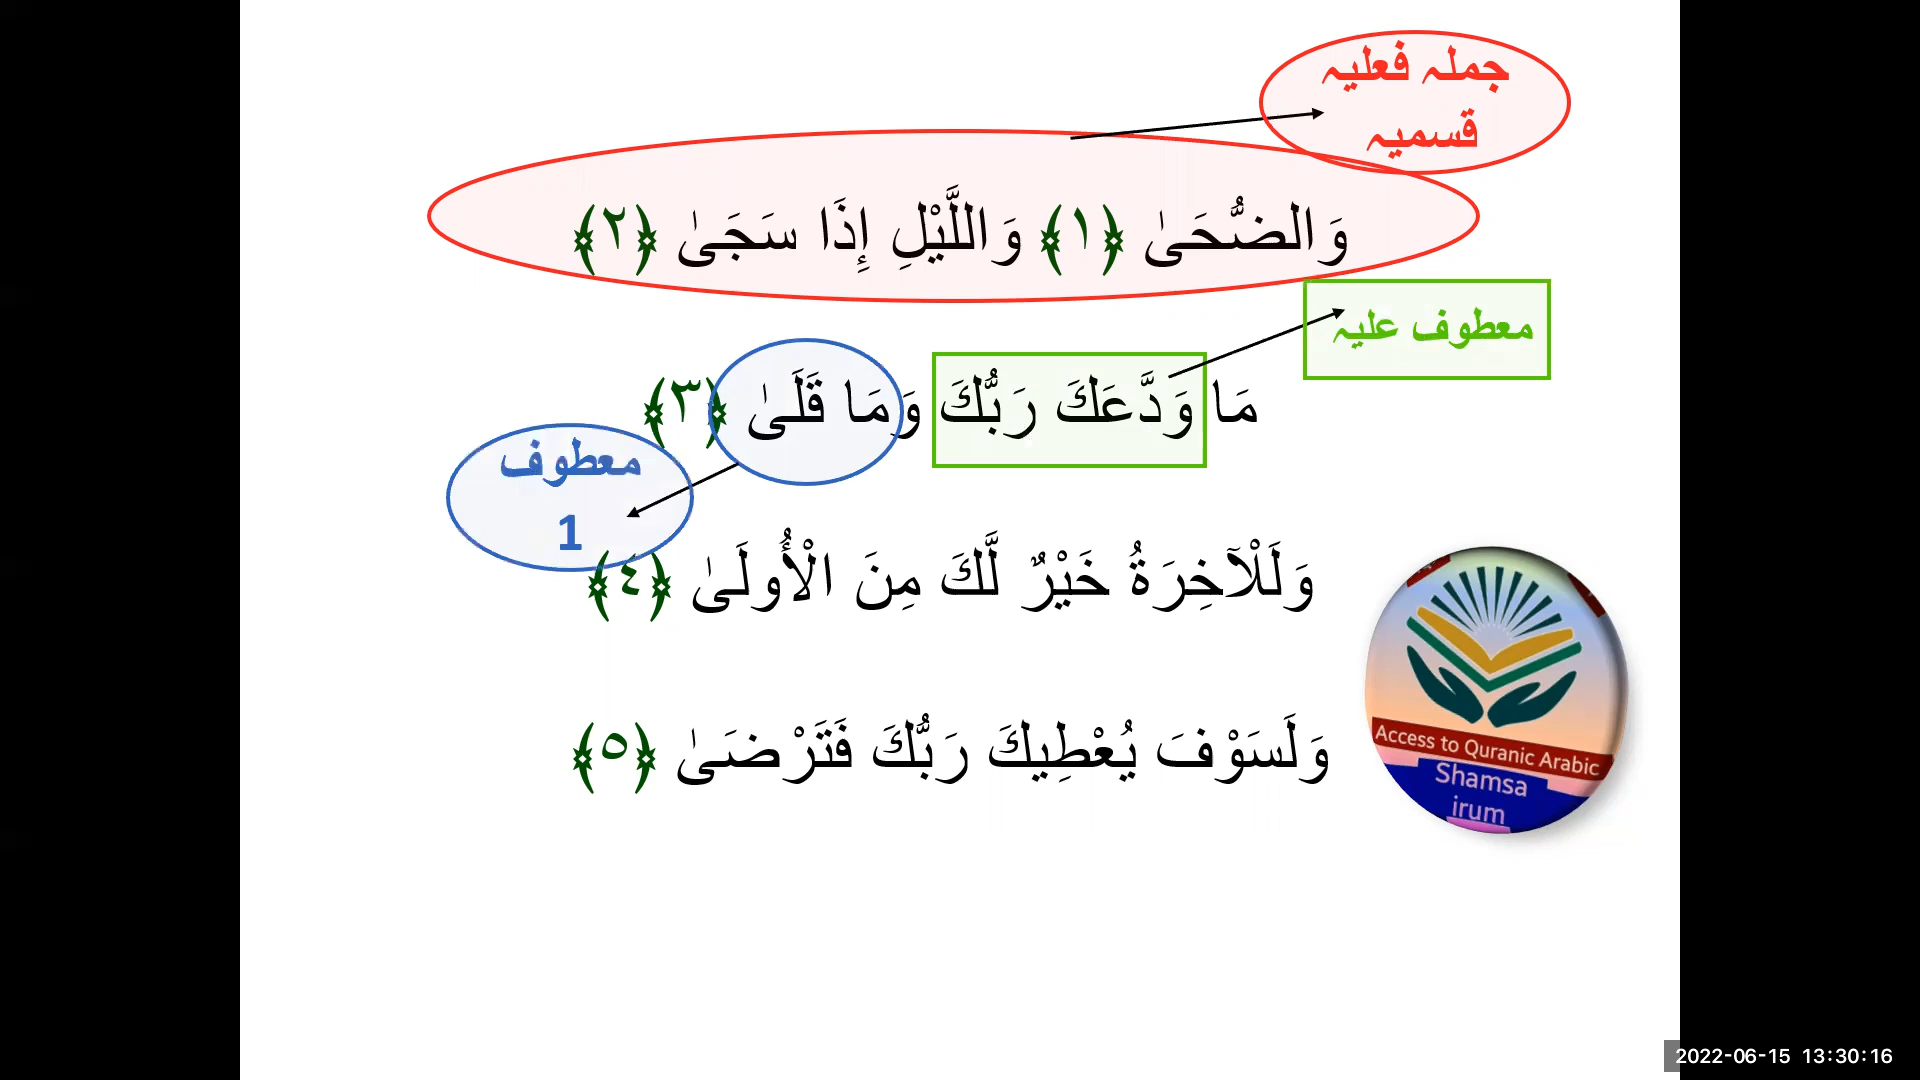 جملہ فعلیہ
قسمیہ
وَالضُّحَىٰ ﴿١﴾ وَاللَّيْلِ إِذَا سَجَىٰ ﴿٢﴾
معطوف علیہ
مَا وَدَّعَكَ رَبُّكَ وَمَا قَلَىٰ ﴿٣﴾
معطوف
1
وَلَلْآخِرَةُ خَيْرٌ لَّكَ مِنَ الْأُولَىٰ ﴿٤﴾
وَلَسَوْفَ يُعْطِيكَ رَبُّكَ فَتَرْضَىٰ ﴿٥﴾
Access to Quranic Arabic
Shamsa
irum
2022-06-15 13:30:16